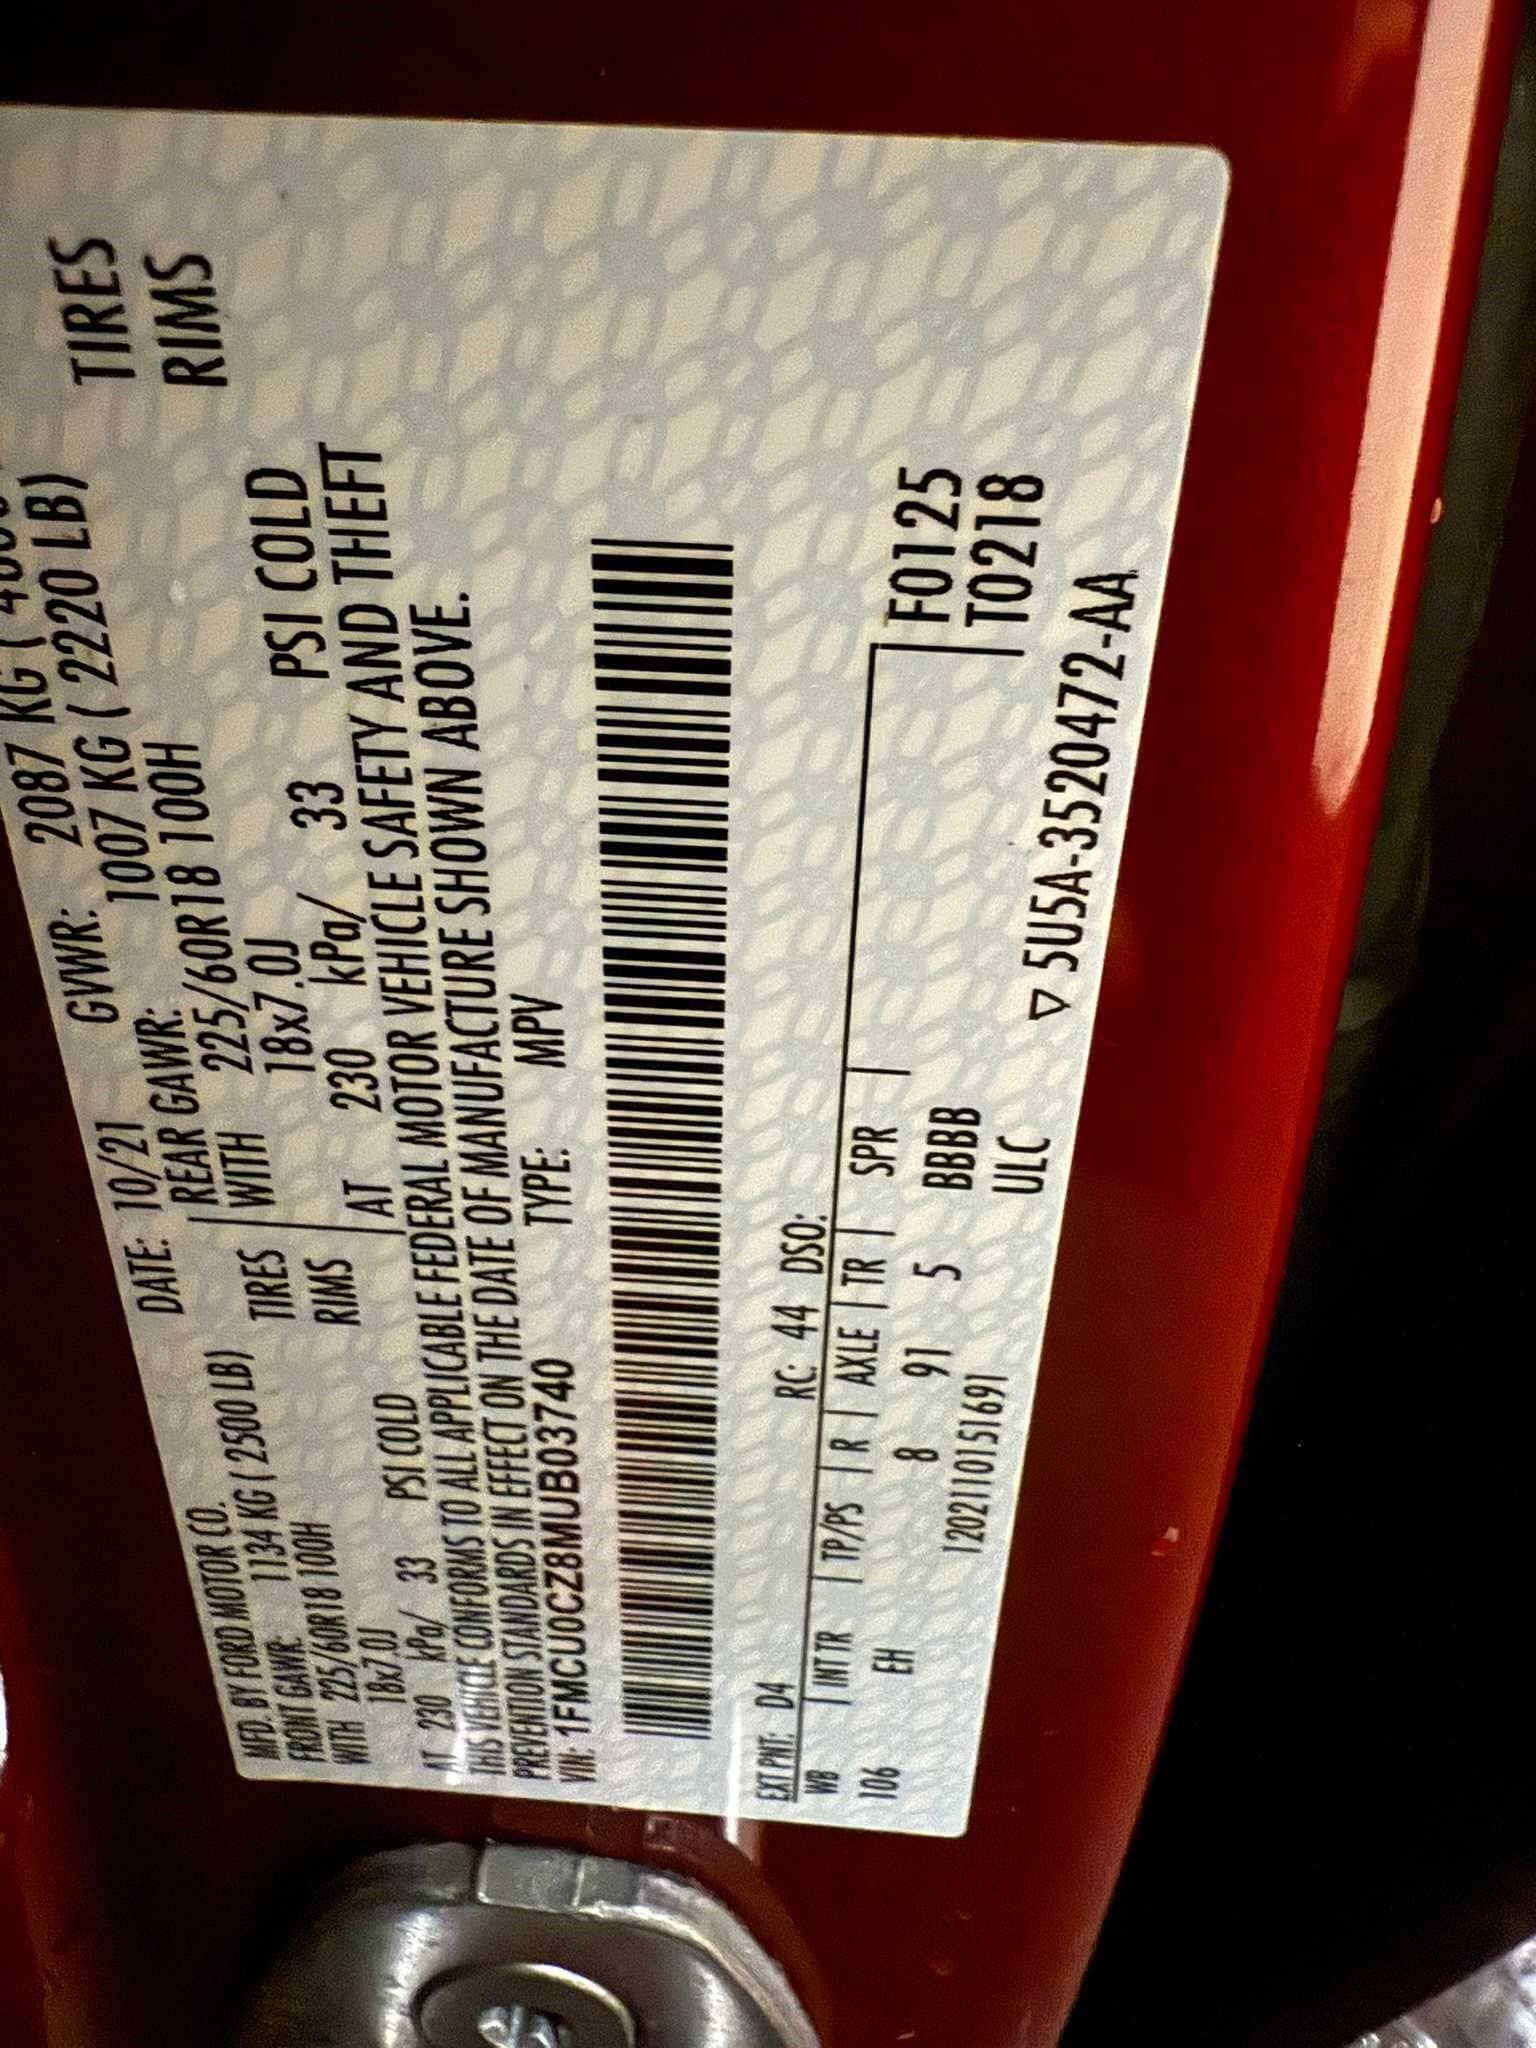 MFD. BY FORD MOTOR CO. DATE: 10/21 GVWR: 2087 KG (
FRONT GAWR: 1134 KG ( 2500 LB) REAR GAWR: 1007 KG ( 2220 LB)
WITH 225/60R18 100H TIRES WITH 225/60R18 100H TIRES
18x7.0J RIMS 18x7.0J RIMS
AT 230 kPa/ 33 PSI COLD AT 230 kPa/ 33 PSI COLD
THIS VEHICLE CONFORMS TO ALL APPLICABLE FEDERAL MOTOR VEHICLE SAFETY AND THEFT
PREVENTION STANDARDS IN EFFECT ON THE DATE OF MANUFACTURE SHOWN ABOVE.
VIN: 1FMCU0CZ8MUB03740 TYPE: MPV
EXT PNT: D4 RC: 44 DSO:
WB | INT TR | TP/PS | R | AXLE | TR | SPR | F0125
106 EH 8 91 5 BBBB T0218
1202110151691 ULC
▽ 5U5A-3520472-AA